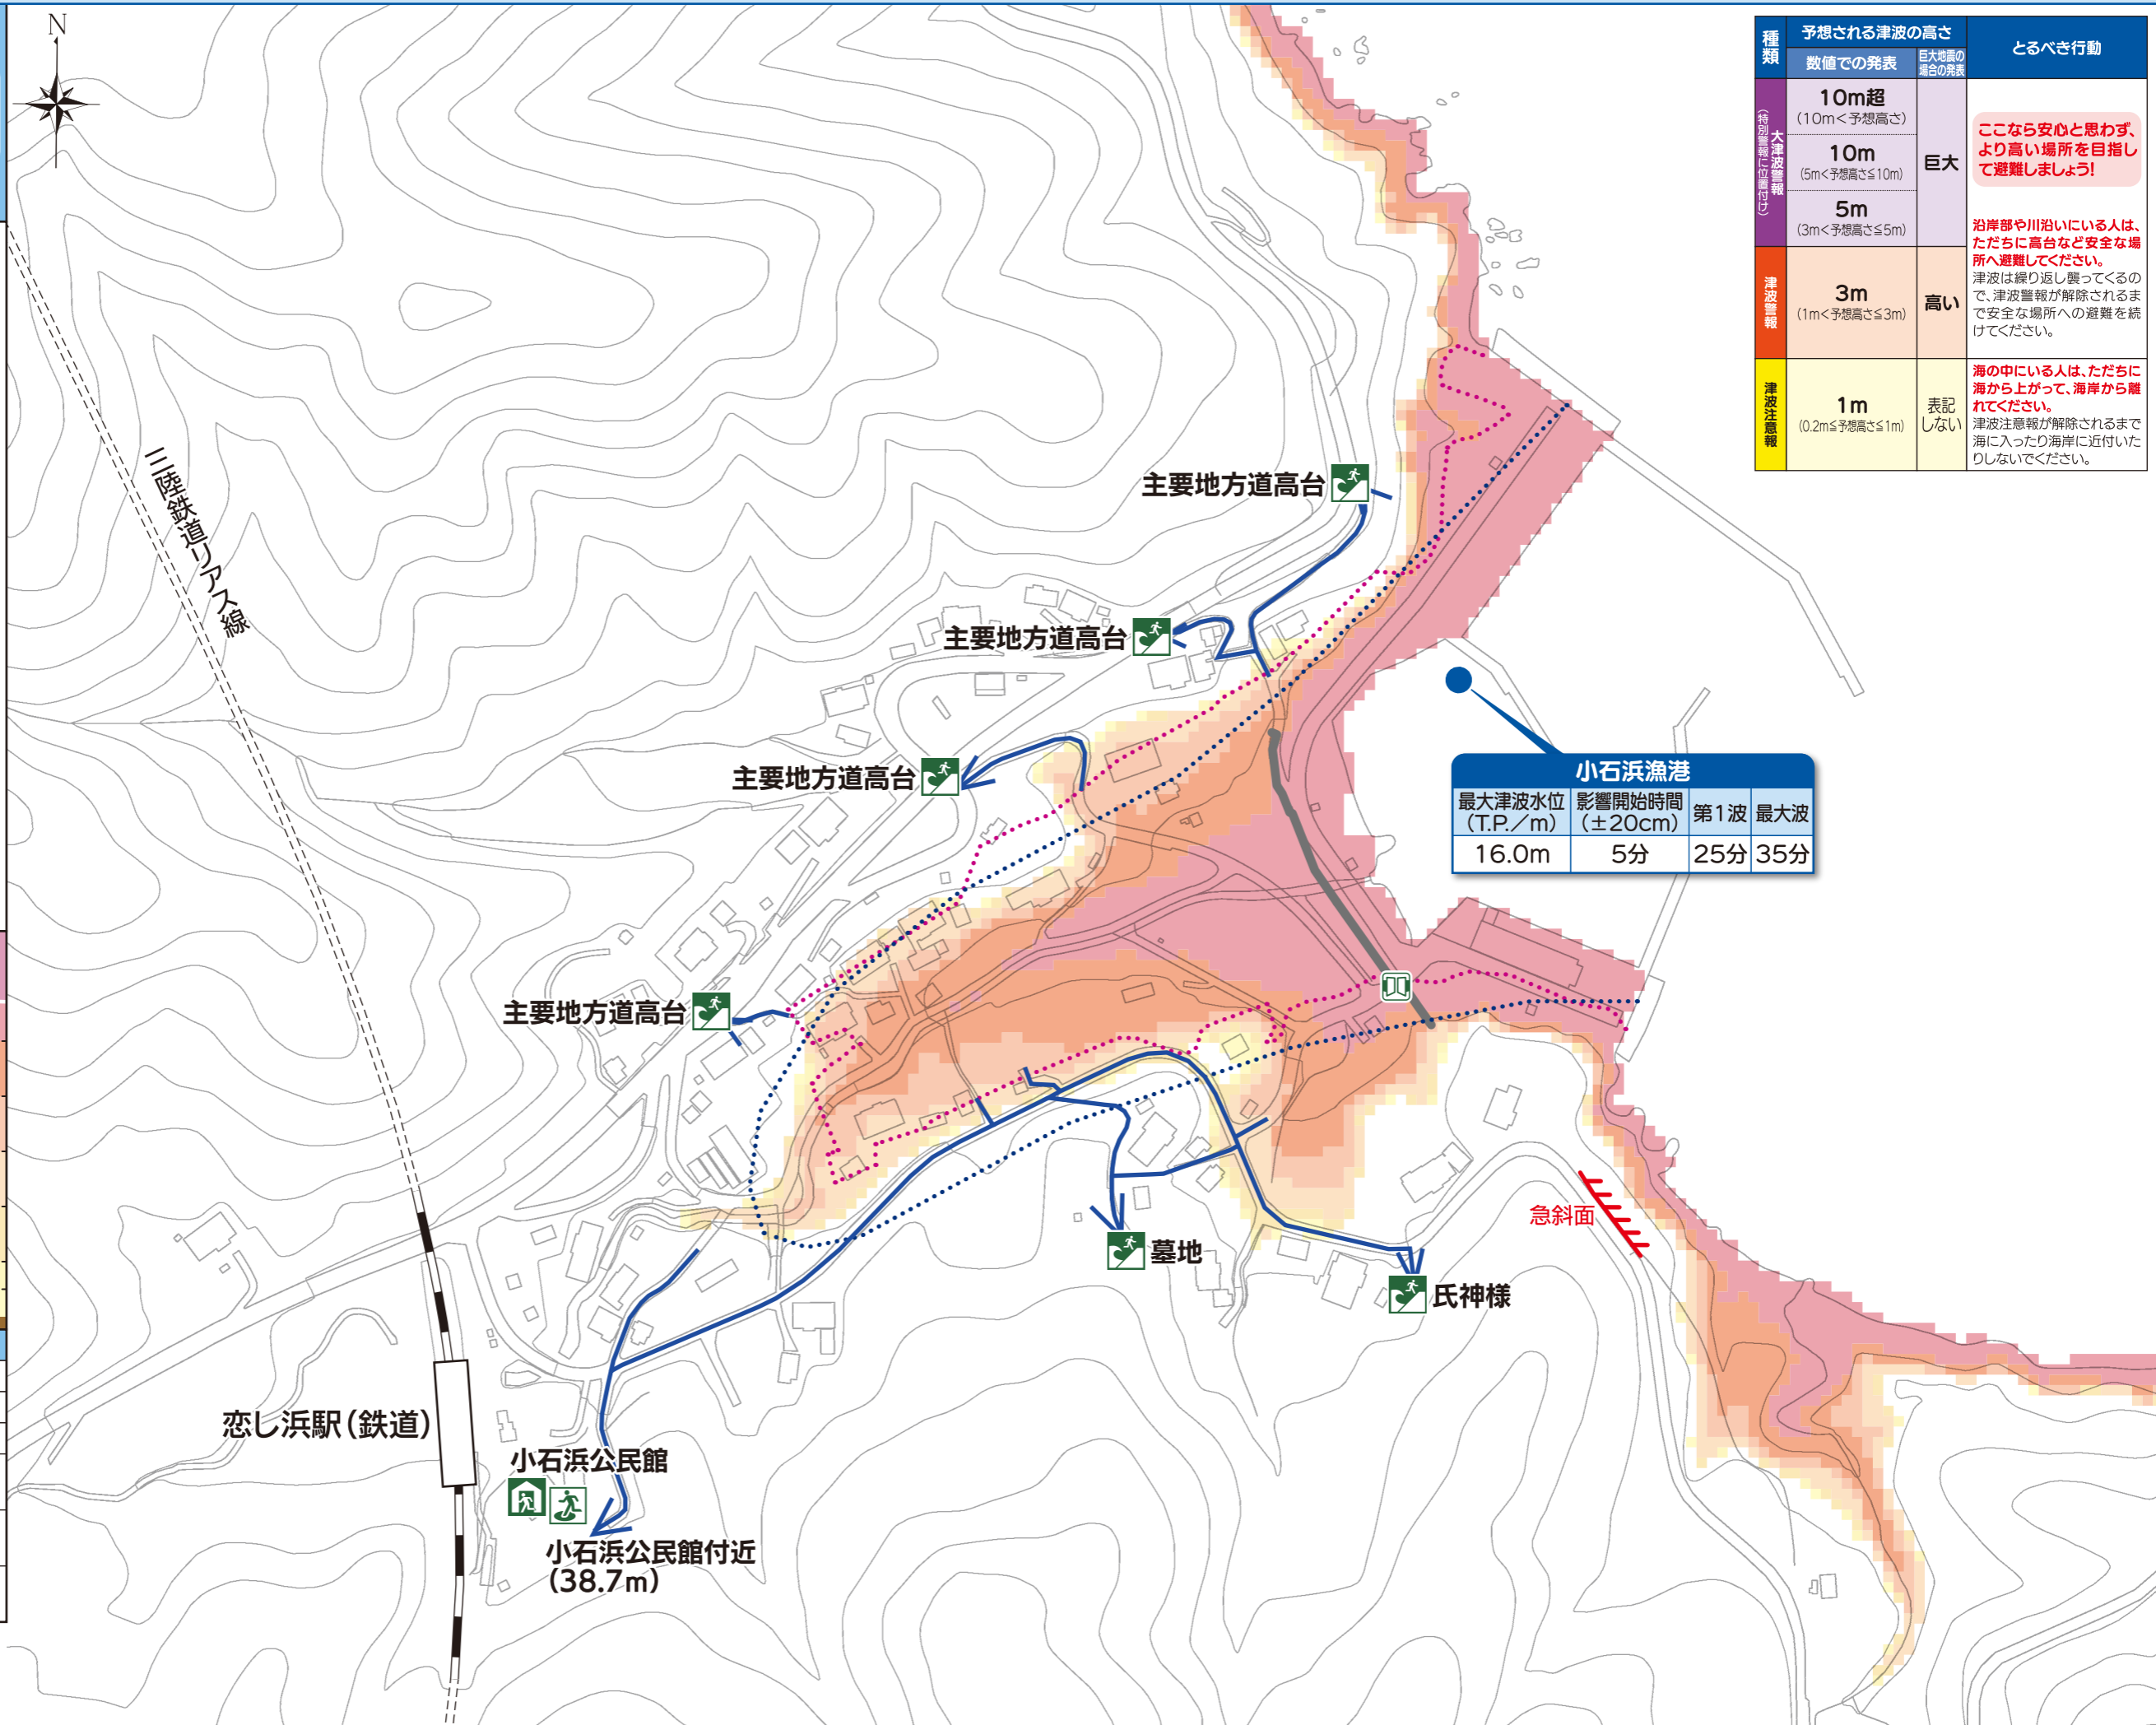 N
種類
予想される津波の高さ
とるべき行動
数値での発表
巨大地震の
場合の発表
大津波警報
(特別警報に位置付け)
10m超
(10m<予想高さ)
10m
(5m<予想高さ≦10m)
5m
(3m<予想高さ≦5m)
巨大
ここなら安心と思わず、
より高い場所を目指し
て避難しましょう!
沿岸部や川沿いにいる人は、
ただちに高台など安全な場
所へ避難してください。
津波は繰り返し襲ってくるの
で、津波警報が解除されるま
で安全な場所への避難を続
けてください。
津波警報
3m
(1m<予想高さ≦3m)
高い
津波注意報
1m
(0.2m≦予想高さ≦1m)
表記
しない
海の中にいる人は、ただちに
海から上がって、海岸から離
れてください。
津波注意報が解除されるまで
海に入ったり海岸に近付いた
りしないでください。
三陸鉄道リアス線
主要地方道高台
主要地方道高台
主要地方道高台
小石浜漁港
最大津波水位
(T.P./m)
影響開始時間
(±20cm)
第1波
最大波
16.0m
5分
25分
35分
主要地方道高台
急斜面
墓地
氏神様
恋し浜駅(鉄道)
小石浜公民館
小石浜公民館付近
(38.7m)